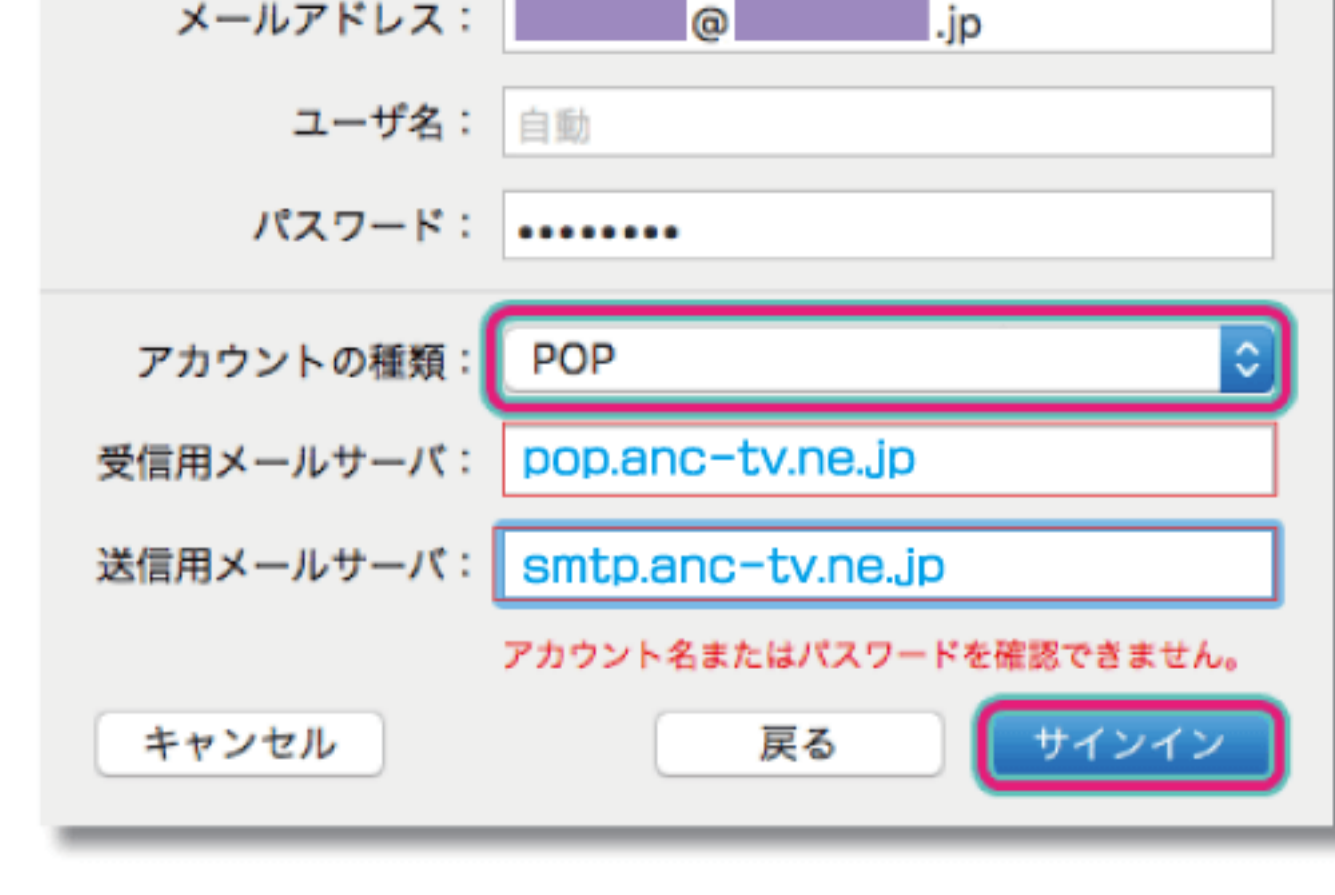 メールアドレス： @ .jp
ユーザ名： 自動
パスワード： ••••••••
アカウントの種類： POP
受信用メールサーバ： pop.anc-tv.ne.jp
送信用メールサーバ： smtp.anc-tv.ne.jp
アカウント名またはパスワードを確認できません。
キャンセル 戻る サインイン